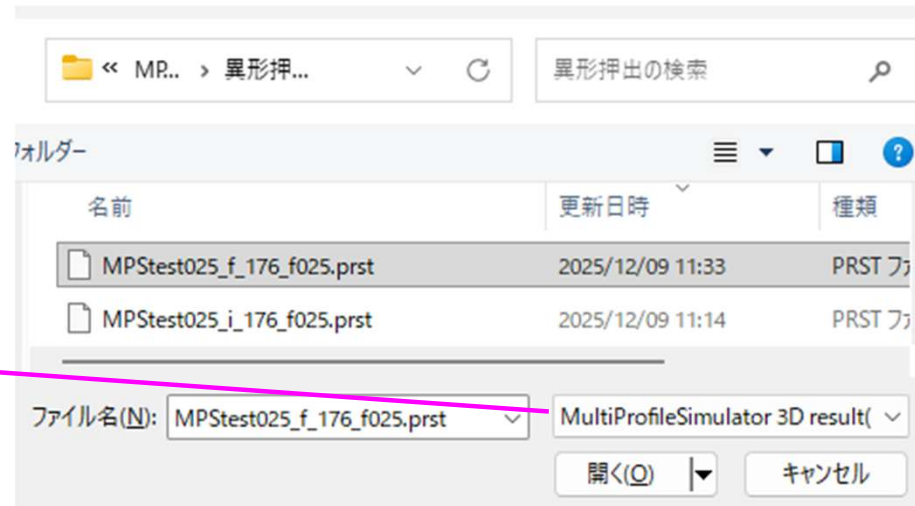 « MP... › 異形押...
異形押出の検索
フォルダー
名前 更新日時 種類
MPStest025_f_176_f025.prst 2025/12/09 11:33 PRST ファ
MPStest025_i_176_f025.prst 2025/12/09 11:14 PRST ファ
ファイル名(N): MPStest025_f_176_f025.prst MultiProfileSimulator 3D result(
開く(O) キャンセル